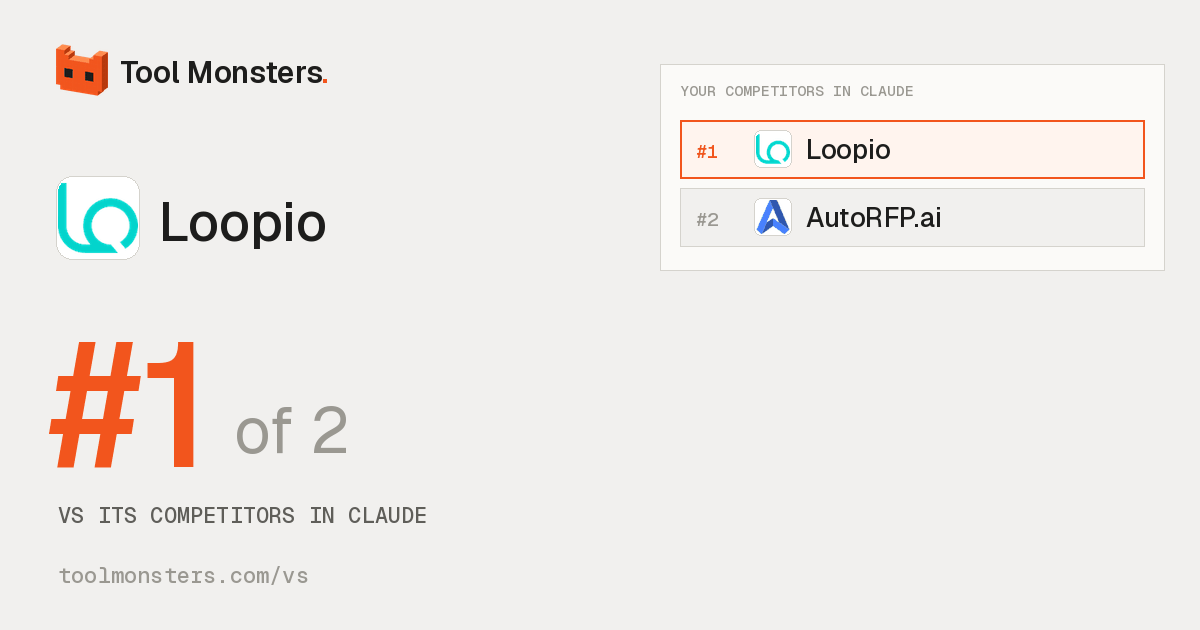 Tool Monsters.
Loopio
#1 of 2
VS ITS COMPETITORS IN CLAUDE
toolmonsters.com/vs
YOUR COMPETITORS IN CLAUDE
#1 Loopio
#2 AutoRFP.ai